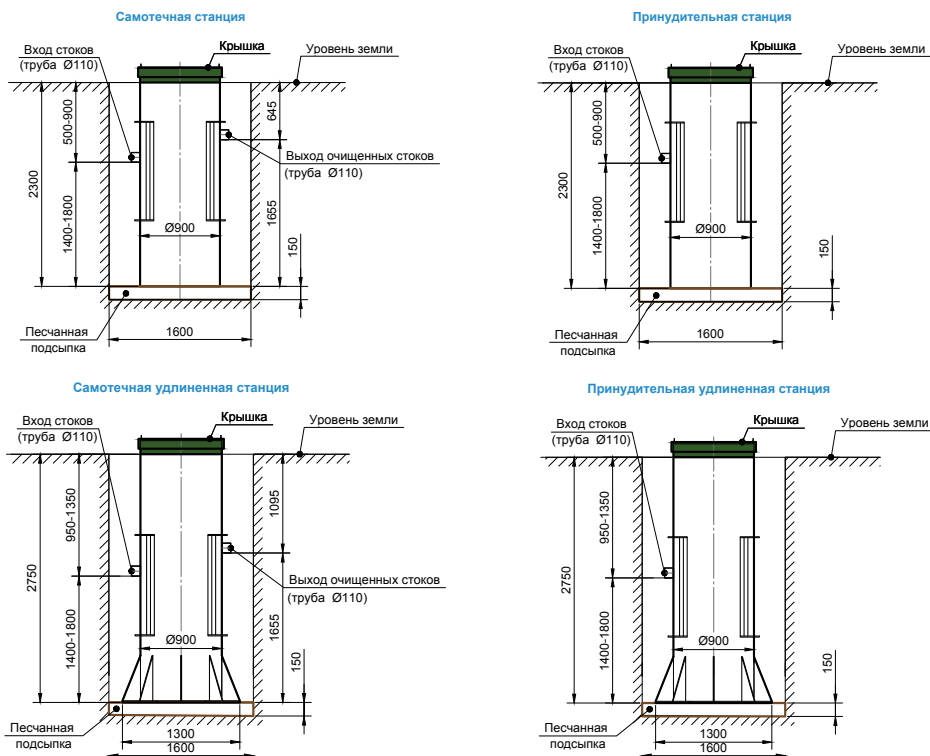 Самотечная станция
Вход стоков
(труба Ø110)
Крышка
Уровень земли
500-900
645
2300
1400-1800
Выход очищенных стоков
(труба Ø110)
1655
Ø900
150
Песчанная
подсыпка
1600
Принудительная станция
Вход стоков
(труба Ø110)
Крышка
Уровень земли
500-900
2300
1400-1800
Ø900
150
Песчанная
подсыпка
1600
Самотечная удлиненная станция
Вход стоков
(труба Ø110)
Крышка
Уровень земли
950-1350
1095
2750
Выход очищенных стоков
(труба Ø110)
1400-1800
1655
Ø900
150
Песчанная
подсыпка
1300
1600
Принудительная удлиненная станция
Вход стоков
(труба Ø110)
Крышка
Уровень земли
950-1350
2750
1400-1800
Ø900
150
Песчанная
подсыпка
1300
1600